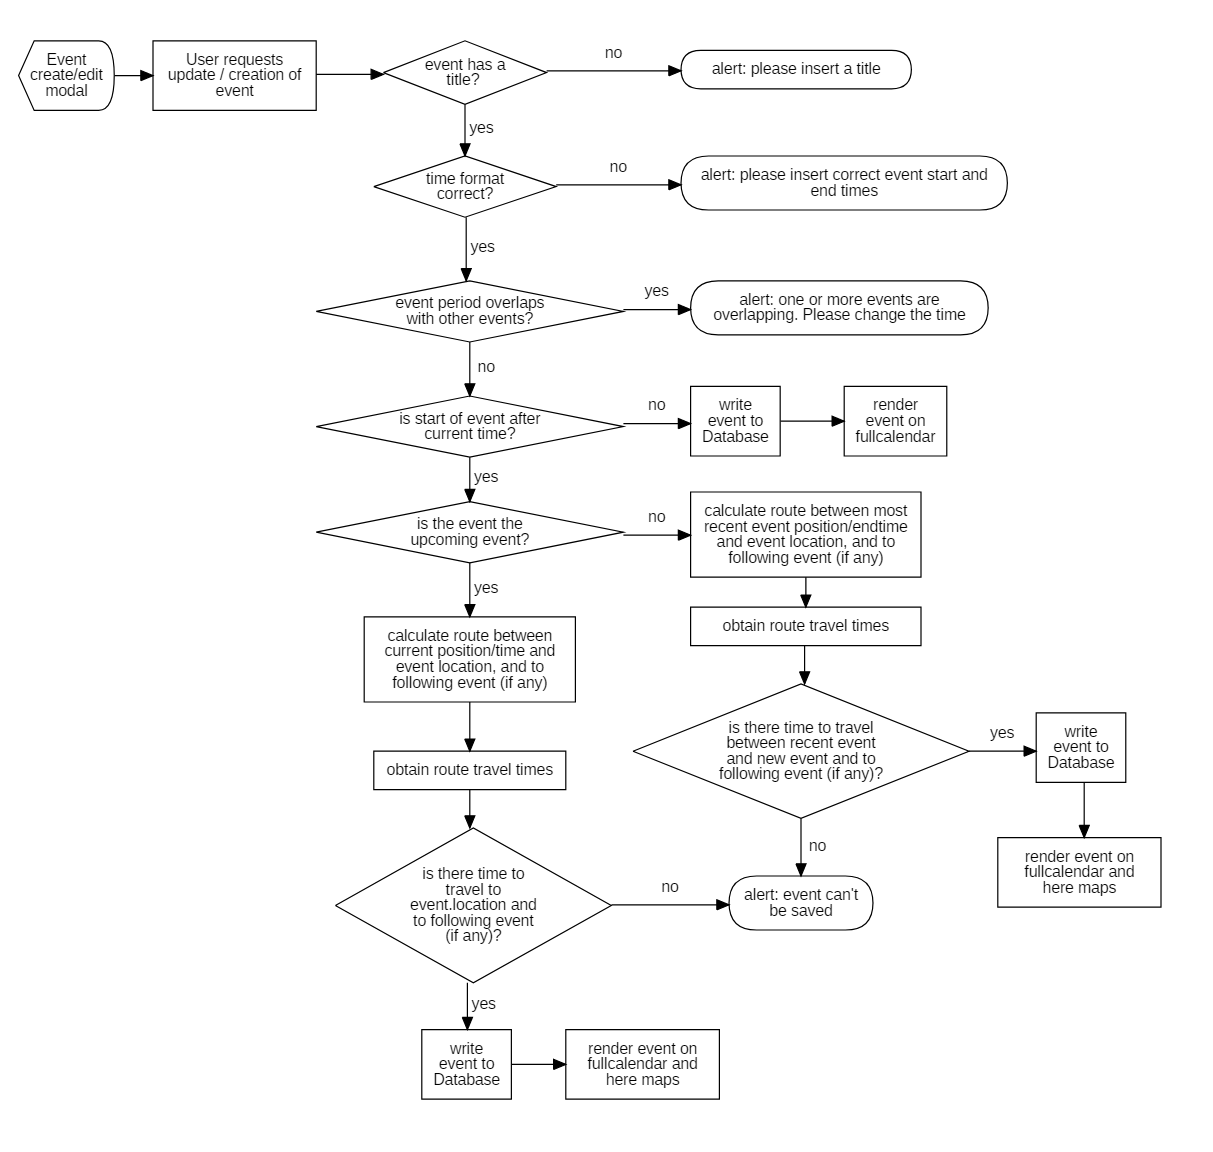 Event
create/edit
modal
User requests
update / creation of
event
event has a
title?
no
alert: please insert a title
yes
time format
correct?
no
alert: please insert correct event start and
end times
yes
event period overlaps
with other events?
yes
alert: one or more events are
overlapping. Please change the time
no
is start of event after
current time?
no
write
event to
Database
render
event on
fullcalendar
yes
is the event the
upcoming event?
no
calculate route between most
recent event position/endtime
and event location, and to
following event (if any)
yes
calculate route between
current position/time and
event location, and to
following event (if any)
obtain route travel times
is there time to travel
between recent event
and new event and to
following event (if any)?
yes
write
event to
Database
render event on
fullcalendar and
here maps
no
obtain route travel times
is there time to
travel to
event.location and
to following event
(if any)?
no
alert: event can't
be saved
yes
write
event to
Database
render event on
fullcalendar and
here maps